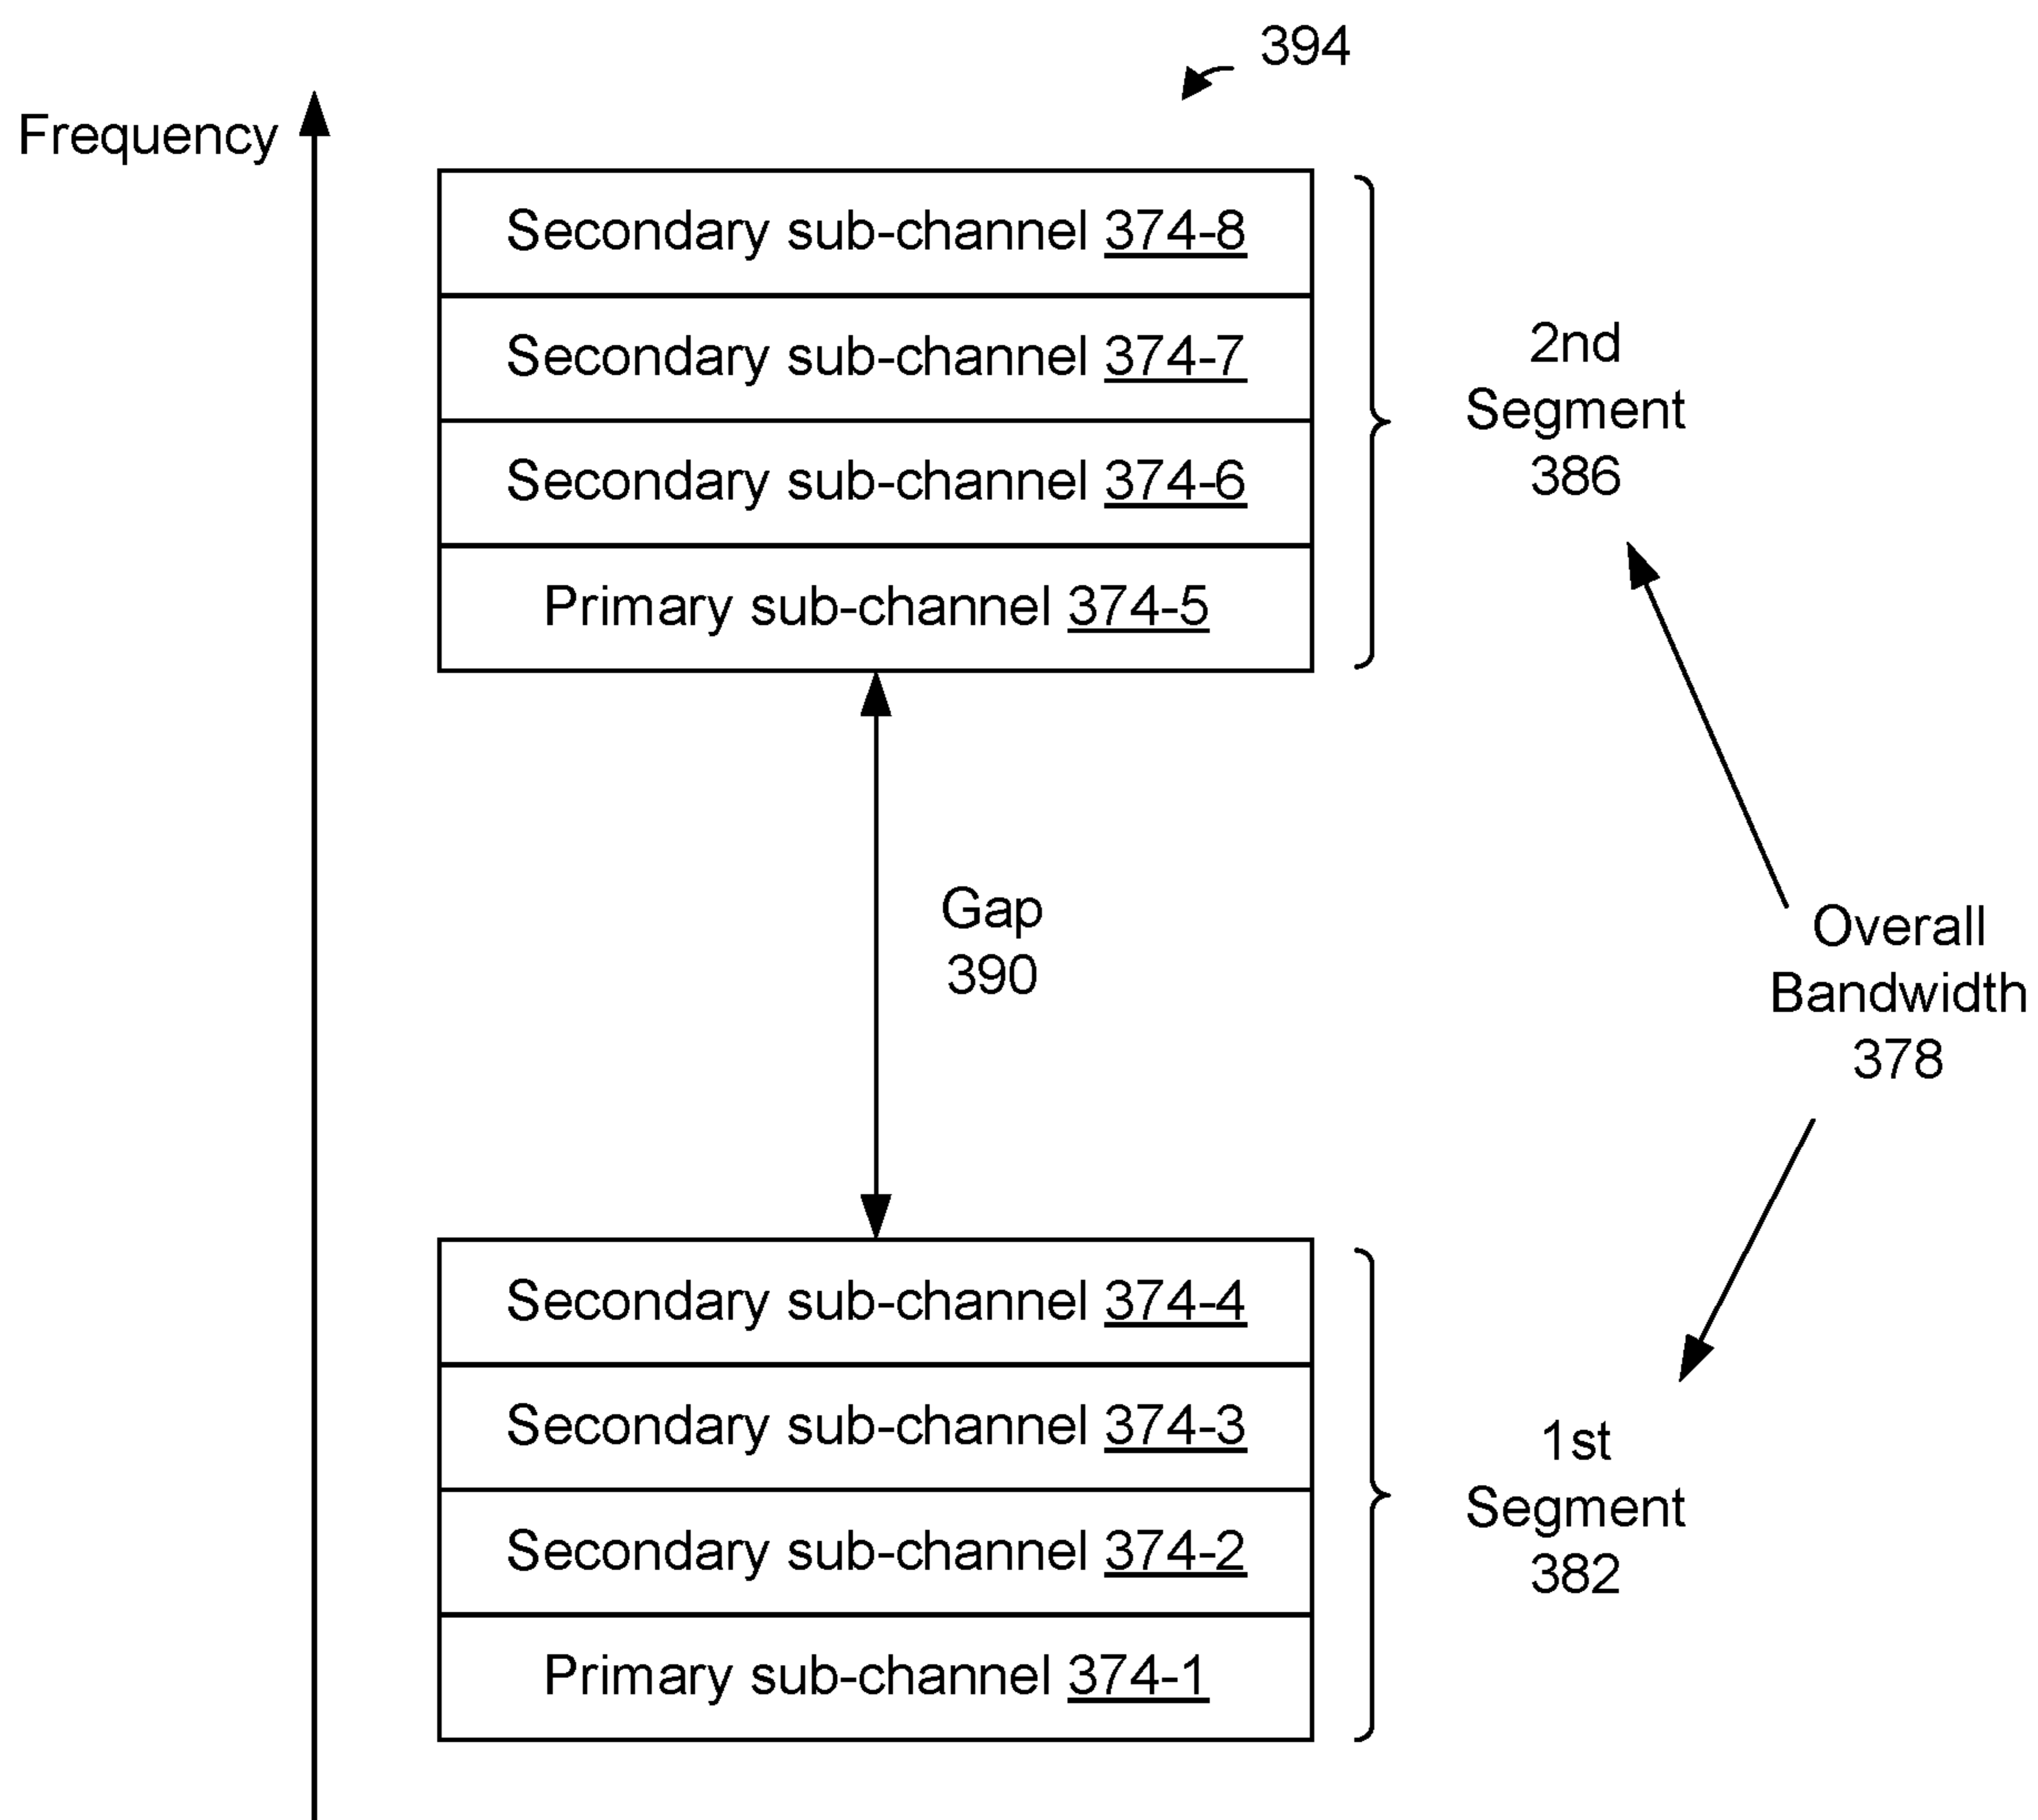 394
Frequency
Secondary sub-channel 374-8
Secondary sub-channel 374-7
Secondary sub-channel 374-6
Primary sub-channel 374-5
2nd
Segment
386
Gap
390
Overall
Bandwidth
378
Secondary sub-channel 374-4
Secondary sub-channel 374-3
Secondary sub-channel 374-2
Primary sub-channel 374-1
1st
Segment
382